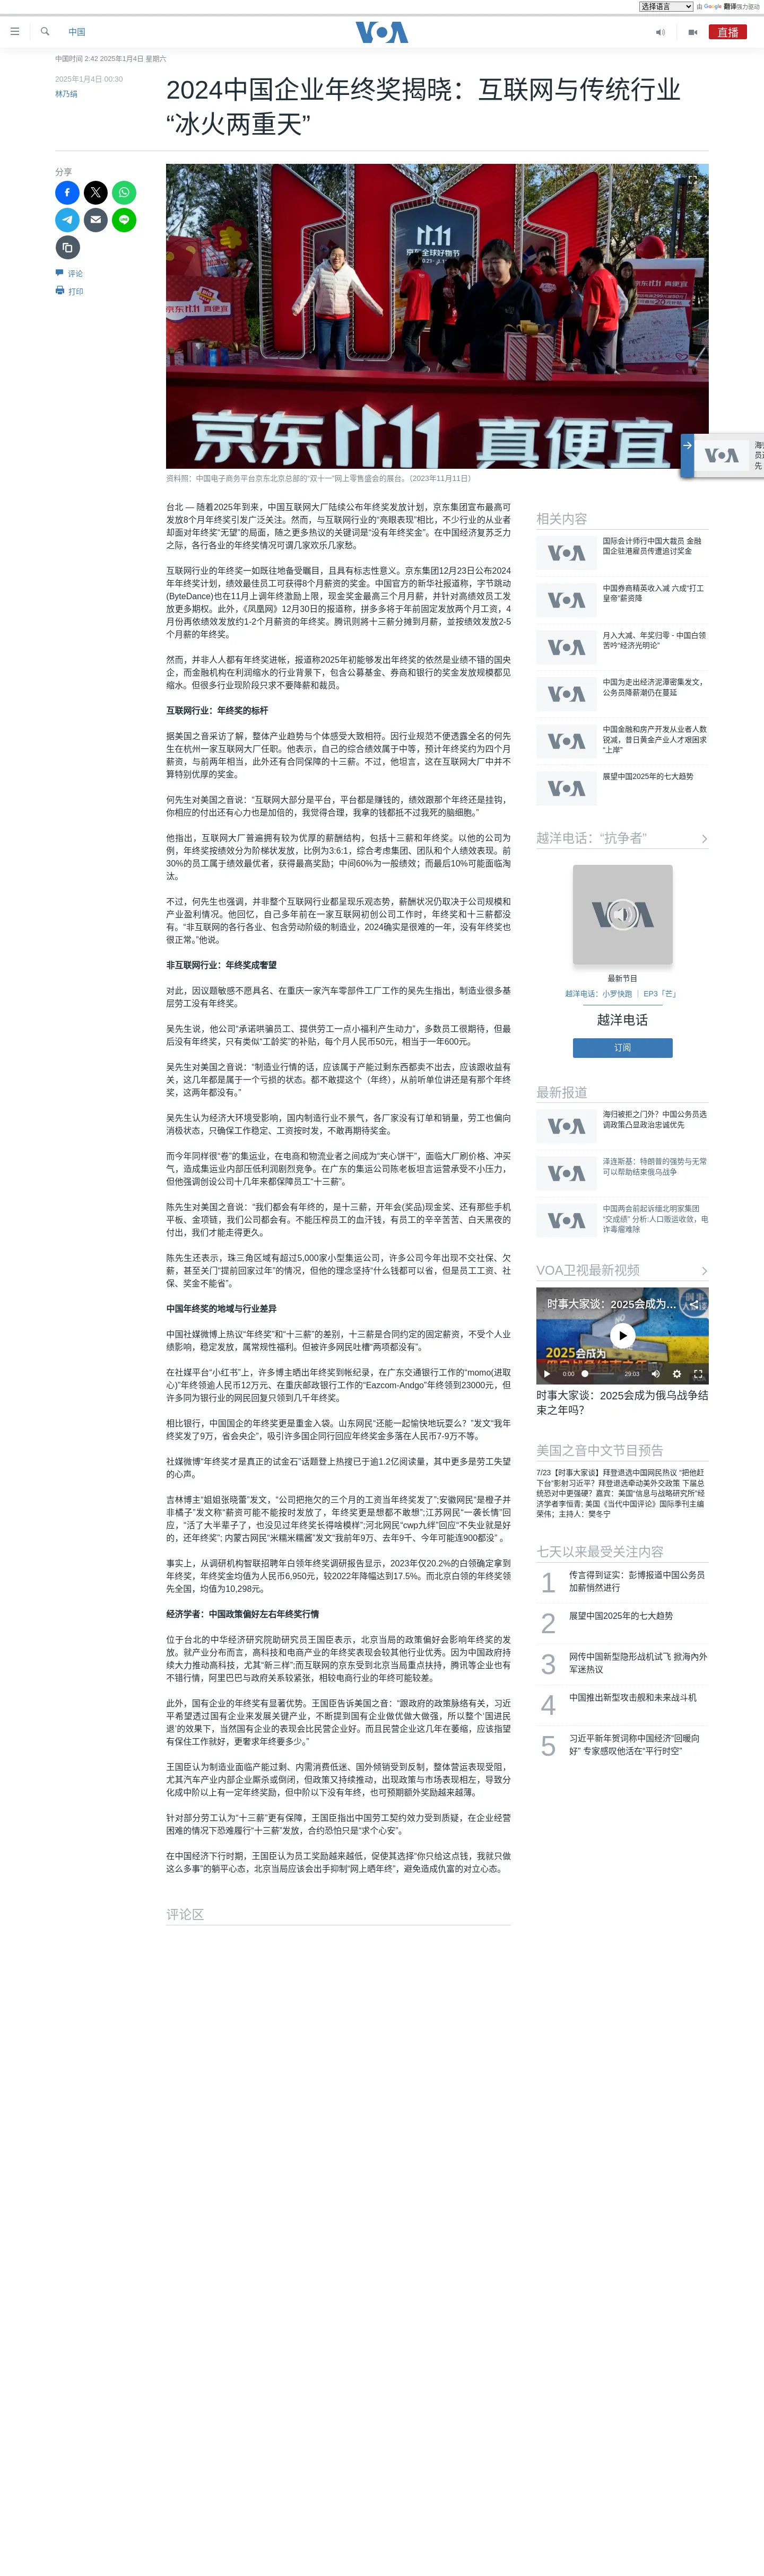 选择语言 由 Google 翻译强力驱动
中国
VOA
直播
中国时间 2:42 2025年1月4日 星期六
2025年1月4日 00:30
林乃绢
2024中国企业年终奖揭晓：互联网与传统行业
“冰火两重天”
分享
评论
打印
11.11
京东全球好物节
京东11.11 真便宜
京东11.11 真便宜
资料照：中国电子商务平台京东北京总部的“双十一”网上零售盛会的展台。（2023年11月11日）
台北 — 随着2025年到来，中国互联网大厂陆续公布年终奖发放计划，京东集团宣布最高可
发放8个月年终奖引发广泛关注。然而，与互联网行业的“亮眼表现”相比，不少行业的从业者
却面对年终奖“无望”的局面，随之更多热议的关键词是“没有年终奖金”。在中国经济复苏乏力
之际，各行各业的年终奖情况可谓几家欢乐几家愁。
互联网行业的年终奖一如既往地备受瞩目，且具有标志性意义。京东集团12月23日公布2024
年年终奖计划，绩效最佳员工可获得8个月薪资的奖金。中国官方的新华社报道称，字节跳动
(ByteDance)也在11月上调年终激励上限，现金奖金最高三个月月薪，并针对高绩效员工发
放更多期权。此外，《凤凰网》12月30日的报道称，拼多多将于年前固定发放两个月工资，4
月份再依绩效发放约1-2个月薪资的年终奖。腾讯则将十三薪分摊到月薪，並按绩效发放2-5
个月薪的年终奖。
然而，并非人人都有年终奖进帐，报道称2025年初能够发出年终奖的依然是业绩不错的国央
企，而金融机构在利润缩水的行业背景下，包含公募基金、券商和银行的奖金发放规模都见
缩水。但很多行业现阶段只求不要降薪和裁员。
互联网行业：年终奖的标杆
据美国之音采访了解，整体产业趋势与个体感受大致相符。因行业规范不便透露全名的何先
生在杭州一家互联网大厂任职。他表示，自己的综合绩效属于中等，预计年终奖约为四个月
薪资，与前两年相当，此外还有合同保障的十三薪。不过，他坦言，这在互联网大厂中并不
算特别优厚的奖金。
何先生对美国之音说：“互联网大部分是平台，平台都是赚钱的，绩效跟那个年终还是挂钩，
你相应的付出还有心力也是加倍的，我觉得合理，我拿的钱都抵不过我死的脑细胞。”
他指出，互联网大厂普遍拥有较为优厚的薪酬结构，包括十三薪和年终奖。以他的公司为
例，年终奖按绩效分为阶梯状发放，比例为3:6:1，综合考虑集团、团队和个人绩效表现。前
30%的员工属于绩效最优者，获得最高奖励；中间60%为一般绩效；而最后10%可能面临淘
汰。
不过，何先生也强调，并非整个互联网行业都呈现乐观态势，薪酬状况仍取决于公司规模和
产业盈利情况。他回忆，自己多年前在一家互联网初创公司工作时，年终奖和十三薪都没
有。“非互联网的各行各业、包含劳动阶级的制造业，2024确实是很难的一年，没有年终奖也
很正常。”他说。
非互联网行业：年终奖成奢望
对此，因议题敏感不愿具名、在重庆一家汽车零部件工厂工作的吴先生指出，制造业很多基
层劳工没有年终奖。
吴先生说，他公司“承诺哄骗员工、提供劳工一点小福利产生动力”，多数员工很期待，但最
后没有年终奖，只有类似“工龄奖”的补贴，每个月人民币50元，相当于一年600元。
吴先生对美国之音说：“制造业行情的话，应该属于产能过剩东西都卖不出去，应该跟收益有
关，这几年都是属于一个亏损的状态。都不敢提这个（年终），从前听单位讲还是有那个年终
奖，这两年都没有。”
吴先生认为经济大环境受影响，国内制造行业不景气，各厂家没有订单和销量，劳工也偏向
消极状态，只确保工作稳定、工资按时发，不敢再期待奖金。
而今年同样很“卷”的集运业，在电商和物流业者之间成为“夹心饼干”，面临大厂刷价格、冲买
气，造成集运业内部压低利润剧烈竞争。在广东的集运公司陈老板坦言运营承受不小压力，
但他强调创设公司十几年来都保障员工“十三薪”。
陈先生对美国之音说：“我们都会有年终的，是十三薪，开年会(奖品)现金奖、还有那些手机
平板、金项链，我们公司都会有。不能压榨员工的血汗钱，有员工的辛辛苦苦、白天黑夜的
付出，我们才能走得更久。
陈先生还表示，珠三角区域有超过5,000家小型集运公司，许多公司今年出现不交社保、欠
薪，甚至关门“提前回家过年”的情况，但他的理念坚持“什么钱都可以省，但是员工工资、社
保、奖金不能省”。
中国年终奖的地域与行业差异
中国社媒微博上热议“年终奖”和“十三薪”的差别，十三薪是合同约定的固定薪资，不受个人业
绩影响，稳定发放，属常规性福利。但被许多网民吐槽“两项都没有”。
在社媒平台“小红书”上，许多博主晒出年终奖到帐纪录，在广东交通银行工作的“momo(进取
心)”年终领逾人民币12万元、在重庆邮政银行工作的“Eazcom-Andgo”年终领到23000元，但
许多同为银行业的网民回复只领到几千年终奖。
相比银行，中国国企的年终奖更是重金入袋。山东网民“还能一起愉快地玩耍么？”发文“我年
终奖发了9万，省会央企”，吸引许多国企同行回应年终奖金多落在人民币7-9万不等。
社媒微博“年终奖才是真正的试金石”话题登上热搜已于逾1.2亿阅读量，其中更多是劳工失望
的心声。
吉林博主“姐姐张晓蕾”发文，“公司把拖欠的三个月的工资当年终奖发了”;安徽网民“是橙子并
非橘子”发文称“薪资可能不能按时发放了，年终奖更是想都不敢想”;江苏网民“一袭长情”回
应，“活了大半辈子了，也没见过年终奖长得啥模样”;河北网民“cwp九绊”回应“不失业就是好
的，还年终奖”; 内蒙古网民“米糯米糯酱”发文“我前年9万、去年9千、今年可能连900都没” 。
事实上，从调研机构智联招聘年白领年终奖调研报告显示，2023年仅20.2%的白领确定拿到
年终奖，年终奖金均值为人民币6,950元，较2022年降幅达到17.5%。而北京白领的年终奖领
先全国，均值为10,298元。
经济学者：中国政策偏好左右年终奖行情
位于台北的中华经济研究院助研究员王国臣表示，北京当局的政策偏好会影响年终奖的发
放。就产业分布而言，高科技和电商产业的年终奖表现会较其他行业优秀。因为中国政府持
续大力推动高科技，尤其“新三样”;而互联网的京东受到北京当局重点扶持，腾讯等企业也有
不错行情，阿里巴巴与政府关系较紧张，相较电商行业的年终可能较差。
此外，国有企业的年终奖有显著优势。王国臣告诉美国之音：“跟政府的政策脉络有关，习近
平希望透过国有企业来发展关键产业，不断提到国有企业做优做大做强，所以整个‘国进民
退’的效果下，当然国有企业的表现会比民营企业好。而且民营企业这几年在萎缩，应该指望
有保住工作就好，更奢求年终要多少。”
王国臣认为制造业面临产能过剩、内需消费低迷、国外倾销受到反制，整体营运表现受阻，
尤其汽车产业内部企业厮杀或倒闭，但政策又持续推动，出现政策与市场表现相左，导致分
化成中阶以上有一定年终奖励，但中阶以下没有年终，也可预期额外奖励越来越薄。
针对部分劳工认为“十三薪”更有保障，王国臣指出中国劳工契约效力受到质疑，在企业经营
困难的情况下恐难履行“十三薪”发放，合约恐怕只是“求个心安”。
在中国经济下行时期，王国臣认为员工奖励越来越低，促使其选择“你只给这点钱，我就只做
这么多事”的躺平心态，北京当局应该会出手抑制“网上晒年终”，避免造成仇富的对立心态。
评论区
相关内容
国际会计师行中国大裁员 金融
国企驻港雇员传遭追讨奖金
中国券商精英收入减 六成“打工
皇帝”薪资降
月入大减、年奖归零 - 中国白领
苦吟“经济光明论”
中国为走出经济泥潭密集发文，
公务员降薪潮仍在蔓延
中国金融和房产开发从业者人数
锐减，昔日黄金产业人才艰困求
“上岸”
展望中国2025年的七大趋势
越洋电话：“抗争者”
最新节目
越洋电话：小罗快跑 ｜ EP3「芒」
越洋电话
订阅
最新报道
海归被拒之门外？中国公务员选
调政策凸显政治忠诚优先
泽连斯基：特朗普的强势与无常
可以帮助结束俄乌战争
中国两会前起诉缅北明家集团
“交成绩” 分析:人口贩运收敛，电
诈毒瘤难除
VOA卫视最新视频
时事大家谈：2025会成为…
2025会成为
0:00 29:03
时事大家谈：2025会成为俄乌战争结
束之年吗？
美国之音中文节目预告
7/23【时事大家谈】拜登退选中国网民热议 “把他赶
下台”影射习近平？拜登退选牵动美外交政策 下届总
统恐对中更强硬？嘉宾：美国“信息与战略研究所”经
济学者李恒青; 美国《当代中国评论》国际季刊主编
荣伟；主持人：樊冬宁
七天以来最受关注内容
1 传言得到证实：彭博报道中国公务员
加薪悄然进行
2 展望中国2025年的七大趋势
3 网传中国新型隐形战机试飞 掀海內外
军迷热议
4 中国推出新型攻击舰和未来战斗机
5 习近平新年贺词称中国经济“回暖向
好” 专家感叹他活在“平行时空”